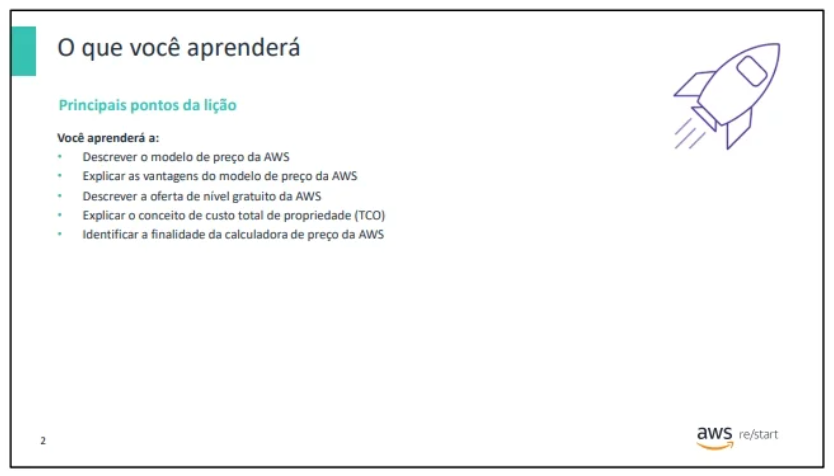 O que você aprenderá
Principais pontos da lição
Você aprenderá a:
• Descrever o modelo de preço da AWS
• Explicar as vantagens do modelo de preço da AWS
• Descrever a oferta de nível gratuito da AWS
• Explicar o conceito de custo total de propriedade (TCO)
• Identificar a finalidade da calculadora de preço da AWS
2
aws re/start